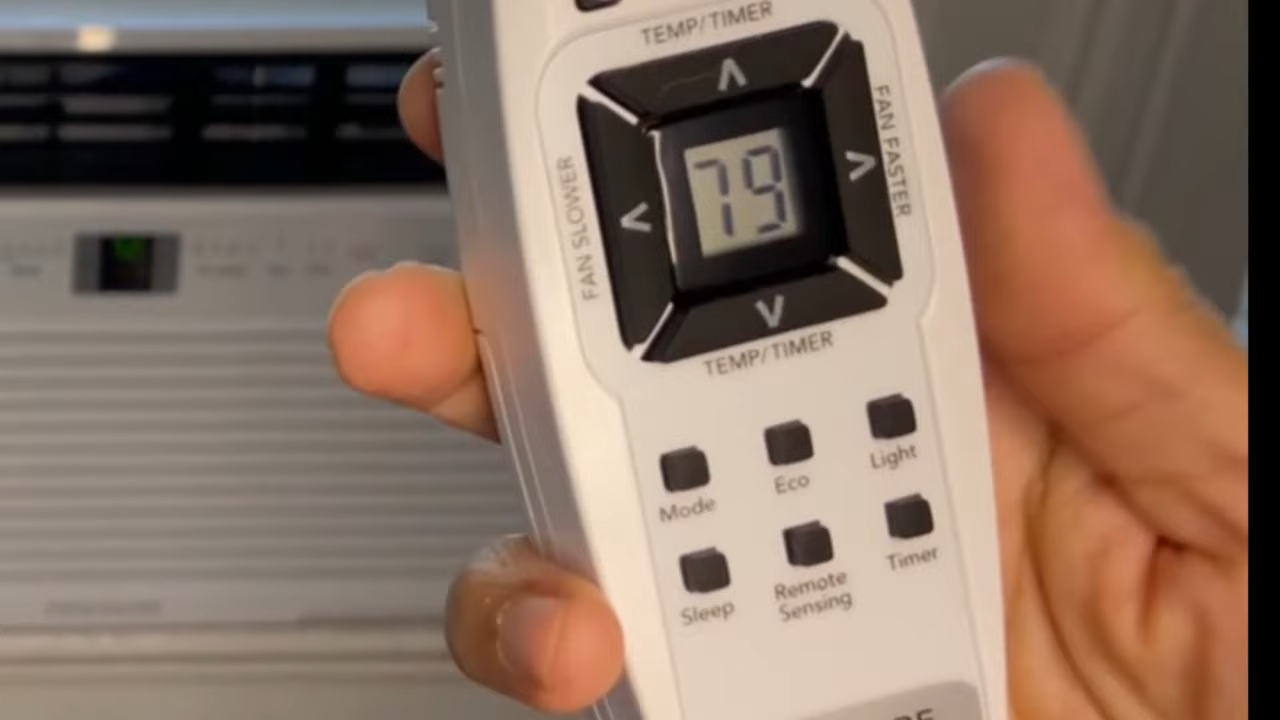 TEMP/TIMER
FAN SLOWER
79
FAN FASTER
TEMP/TIMER
Mode
Eco
Light
Sleep
Remote
Sensing
Timer